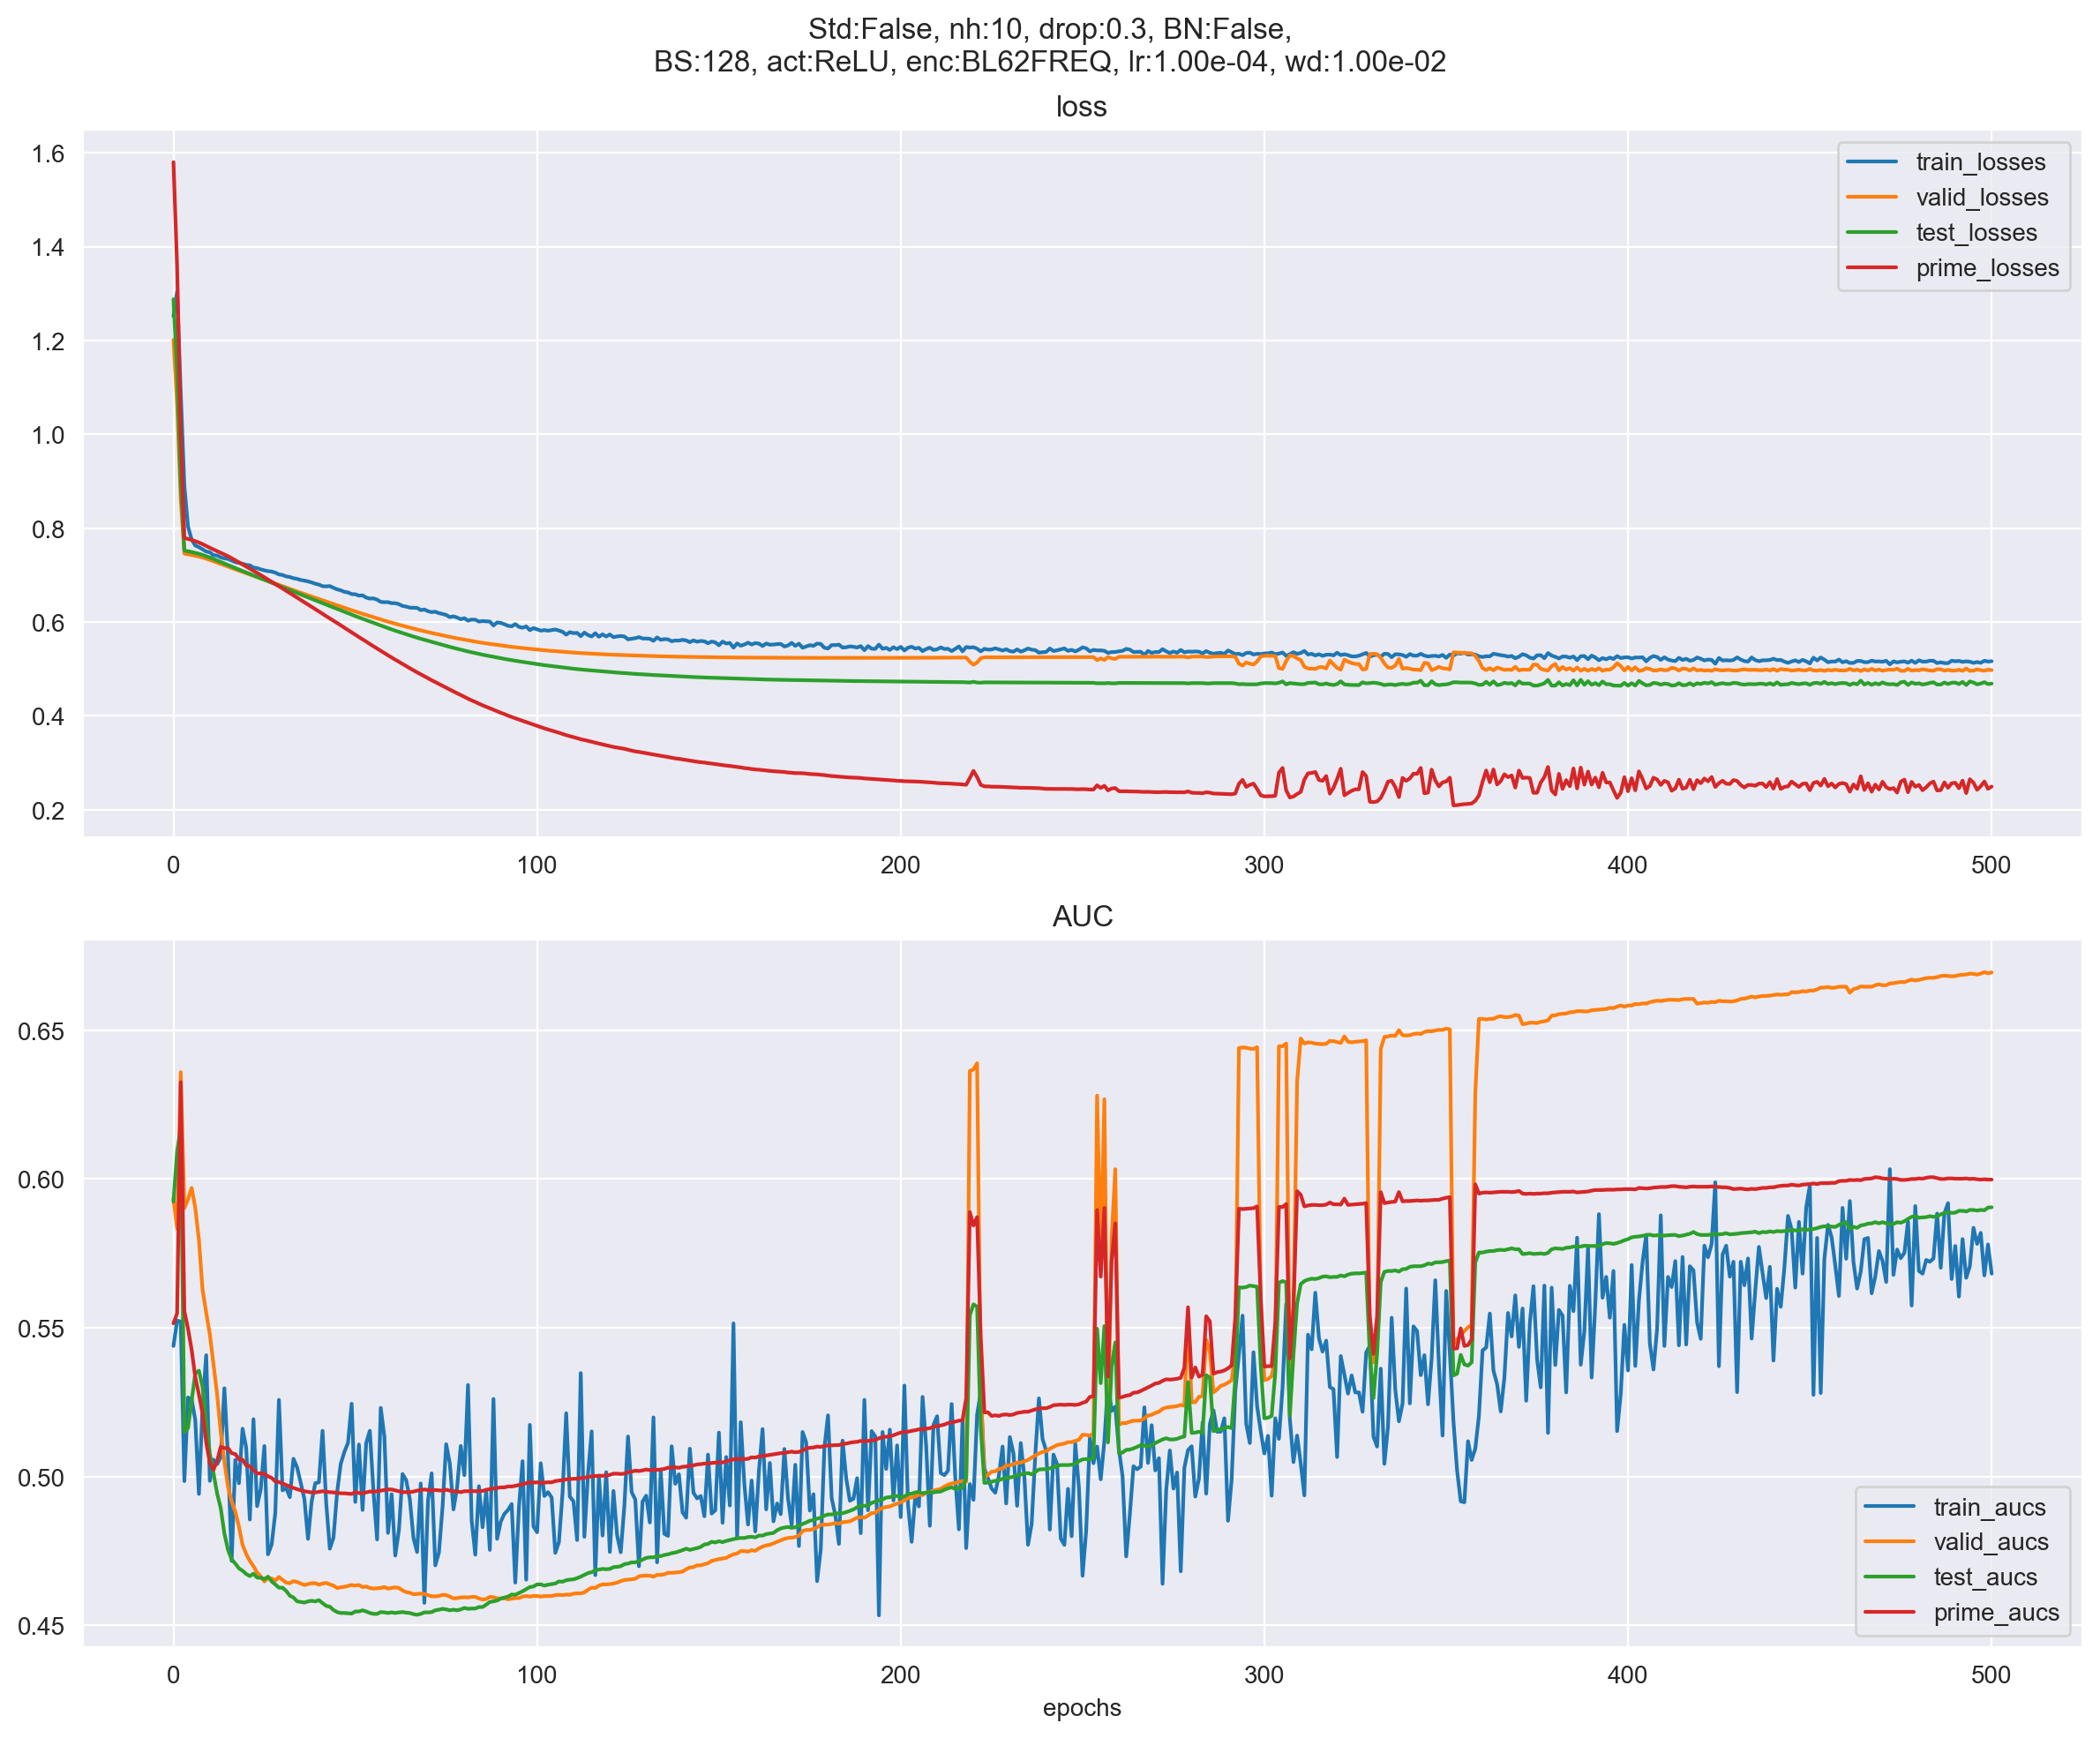 Std:False, nh:10, drop:0.3, BN:False,
BS:128, act:ReLU, enc:BL62FREQ, lr:1.00e-04, wd:1.00e-02
loss
1.6
1.4
1.2
1.0
0.8
0.6
0.4
0.2
train_losses
valid_losses
test_losses
prime_losses
0 100 200 300 400 500
AUC
0.65
0.60
0.55
0.50
0.45
train_aucs
valid_aucs
test_aucs
prime_aucs
0 100 200 300 400 500
epochs